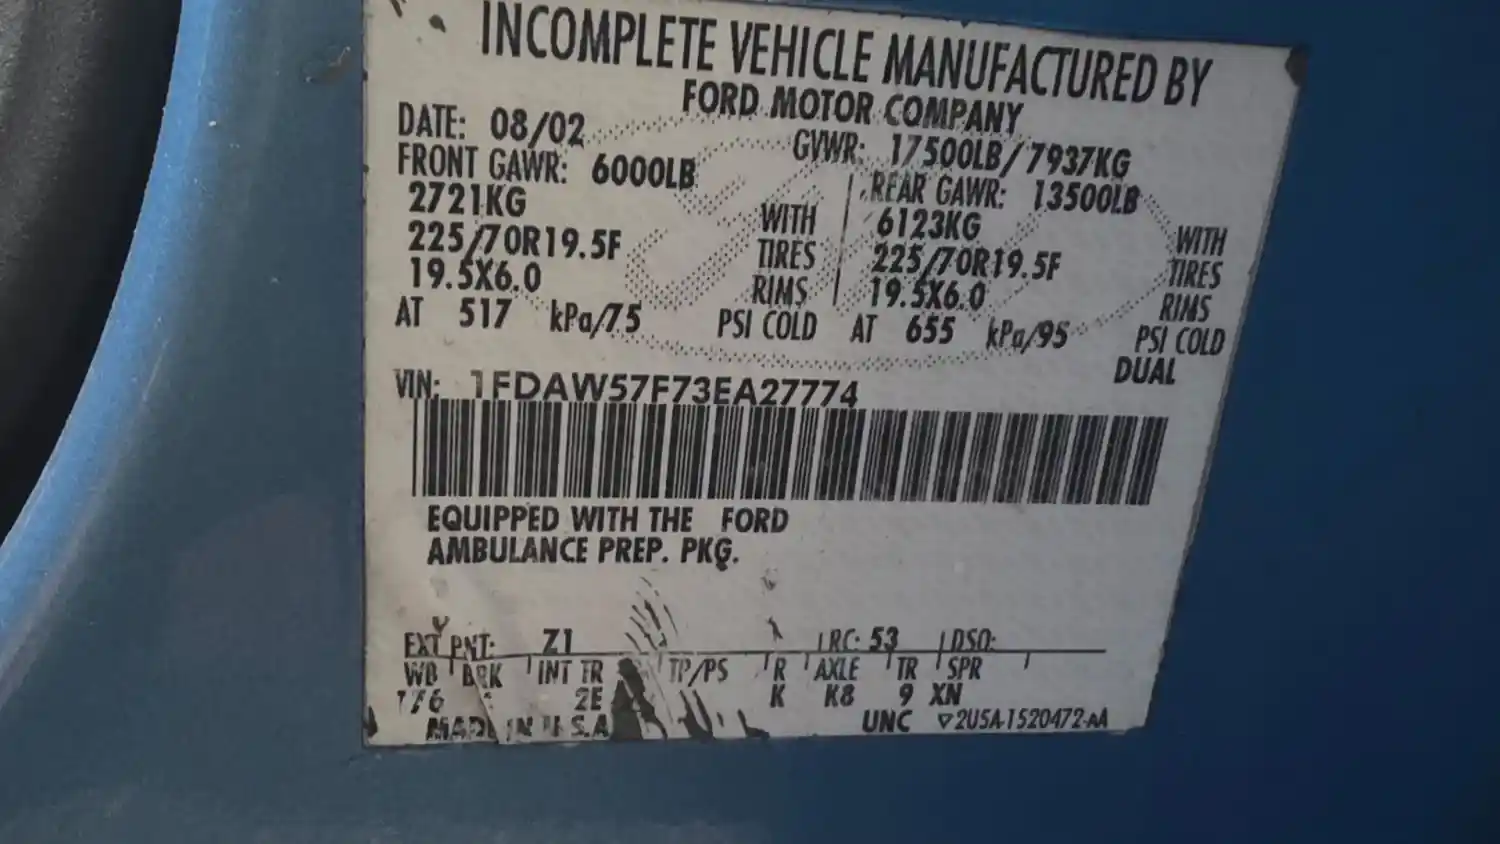 INCOMPLETE VEHICLE MANUFACTURED BY
FORD MOTOR COMPANY
DATE: 08/02 GVWR: 17500LB/7937KG
FRONT GAWR: 6000LB REAR GAWR: 13500LB
2721KG WITH 6123KG WITH
225/70R19.5F TIRES 225/70R19.5F TIRES
19.5X6.0 RIMS 19.5X6.0 RIMS
AT 517 kPa/75 PSI COLD AT 655 kPa/95 PSI COLD
DUAL
VIN: 1FDAW57F73EA27774
EQUIPPED WITH THE FORD
AMBULANCE PREP. PKG.
EXT PNT: Z1 RC: 53 DSO:
WB BRK INT TR TP/PS R AXLE TR SPR
176 2E K K8 9 XN
MADE IN U.S.A UNC 2U5A-1520472-AA